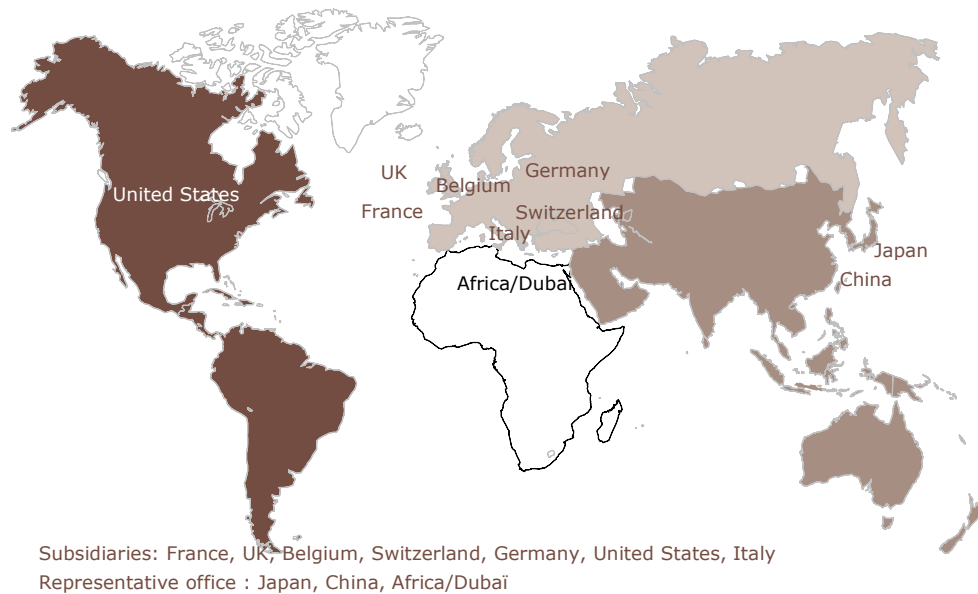 UK
Germany
Belgium
United States
France
Switzerland
Italy
Japan
Africa/Dubaï
China
Subsidiaries: France, UK, Belgium, Switzerland, Germany, United States, Italy
Representative office : Japan, China, Africa/Dubaï